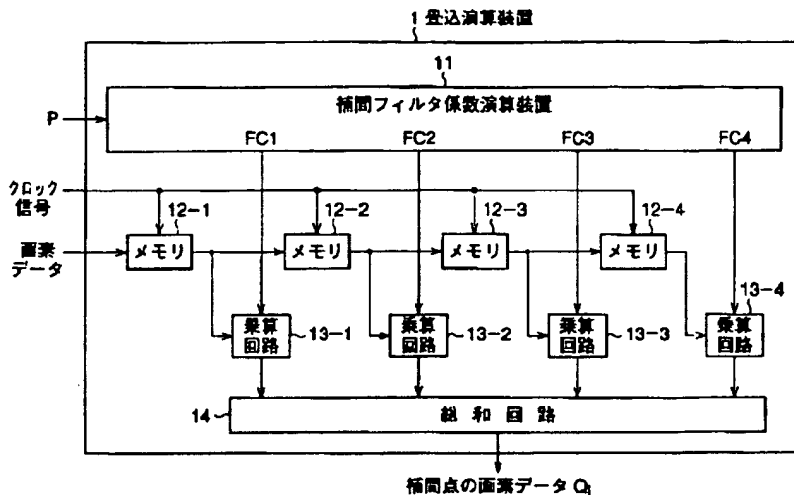 1 畳込演算装置
11
補間フィルタ係数演算装置
P
FC1 FC2 FC3 FC4
クロック
信号
12-1 12-2 12-3 12-4
画素
データ
メモリ メモリ メモリ メモリ
13-4
乗算
回路
13-1
乗算
回路
13-2
乗算
回路
13-3
乗算
回路
14
総和回路
補間点の画素データ Qi